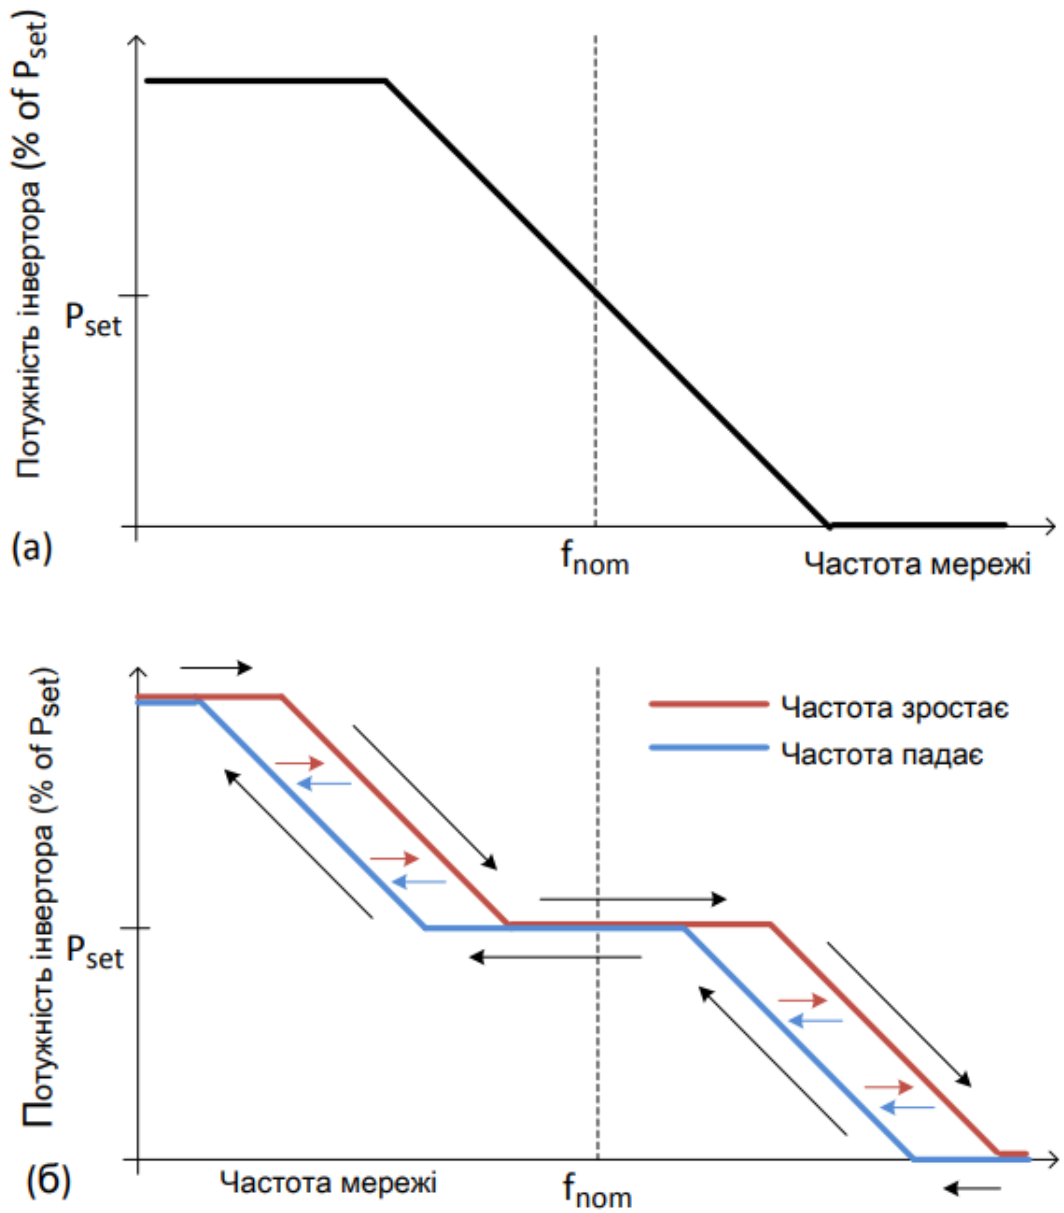 Потужність інвертора (% of Pset)
Pset
(а)
fnom
Частота мережі
Потужність інвертора (% of Pset)
Частота зростає
Частота падає
Pset
(б)
Частота мережі
fnom